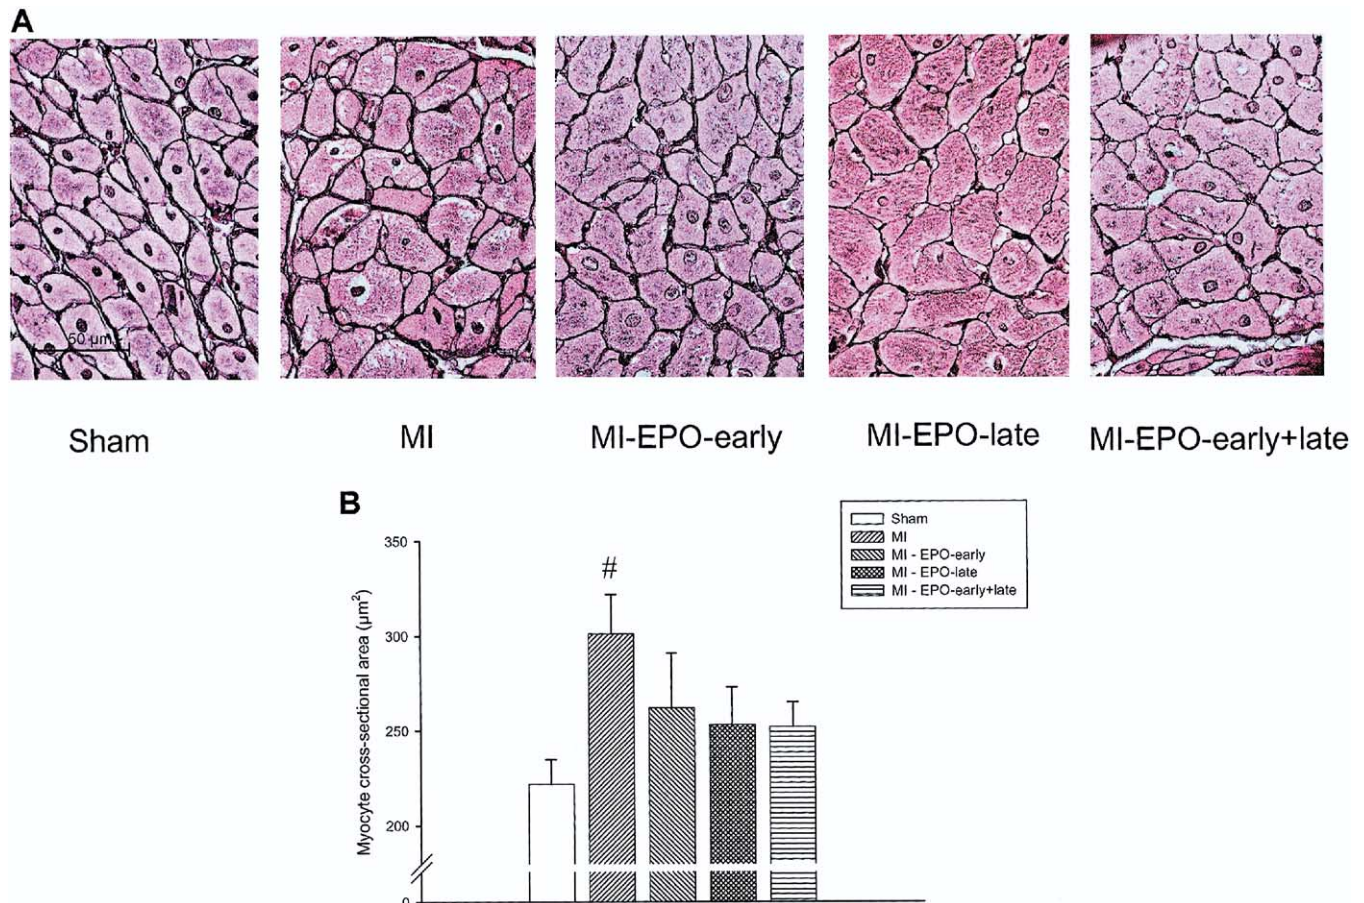 A
50 µm
Sham
MI
MI-EPO-early
MI-EPO-late
MI-EPO-early+late
B
Sham
MI
MI - EPO-early
MI - EPO-late
MI - EPO-early+late
#
Myocyte cross-sectional area (µm²)
350
300
250
200
0